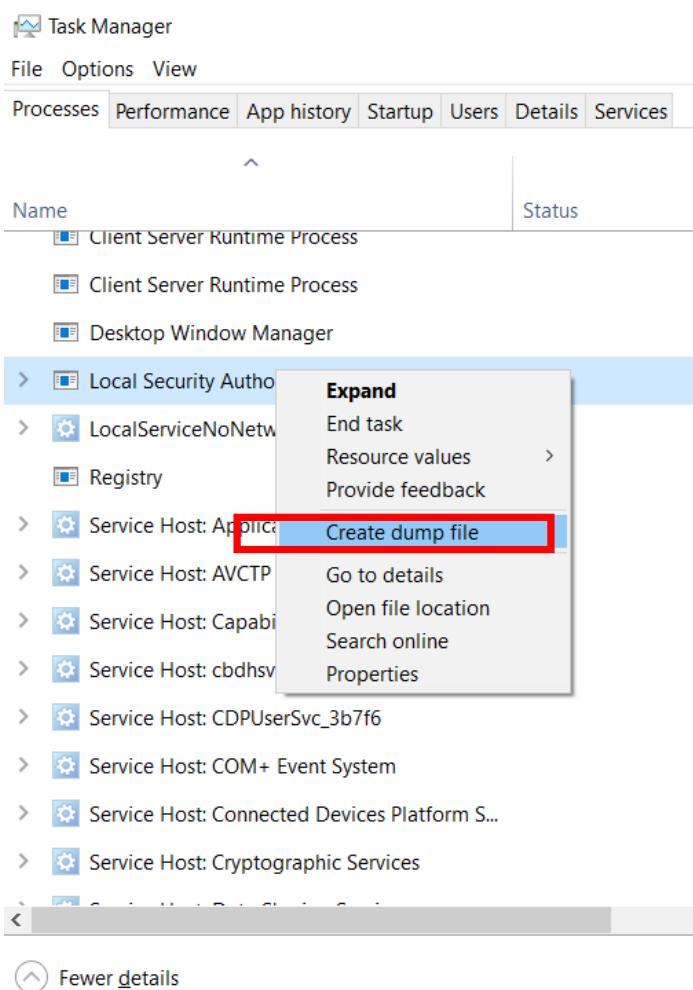 Task Manager
File Options View
Processes Performance App history Startup Users Details Services
Name Status
Client Server Runtime Process
Client Server Runtime Process
Desktop Window Manager
Local Security Autho
Expand
End task
LocalServiceNoNetw
Resource values
Registry
Provide feedback
Service Host: Applica
Create dump file
Service Host: AVCTP
Go to details
Open file location
Service Host: Capabi
Search online
Service Host: cbdhsv
Properties
Service Host: CDPUserSvc_3b7f6
Service Host: COM+ Event System
Service Host: Connected Devices Platform S...
Service Host: Cryptographic Services
Fewer details